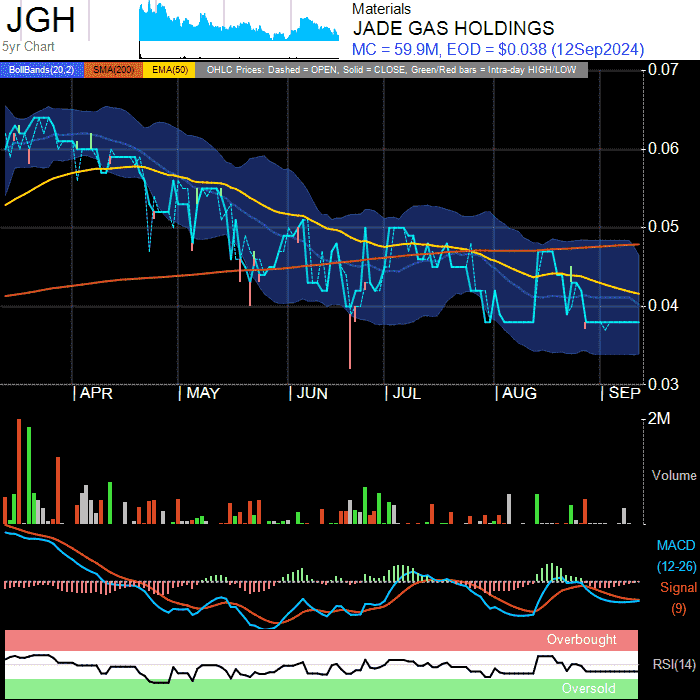 JGH
5yr Chart
Materials
JADE GAS HOLDINGS
MC = 59.9M, EOD = $0.038 (12Sep2024)
BollBands(20,2) SMA(200) EMA(50) OHLC Prices: Dashed = OPEN, Solid = CLOSE, Green/Red bars = Intra-day HIGH/LOW
0.07
0.06
0.05
0.04
0.03
APR MAY JUN JUL AUG SEP
2M
Volume
MACD
(12-26)
Signal
(9)
Overbought
RSI(14)
Oversold